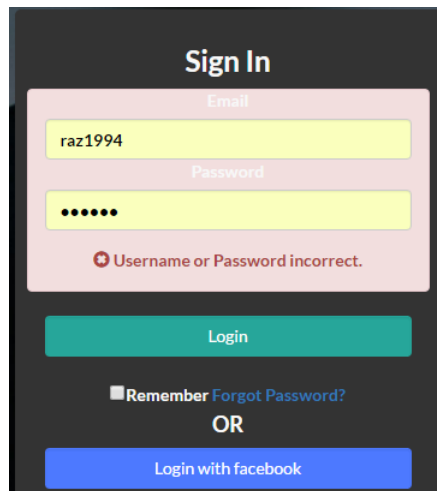 Sign In
Email
raz1994
Password
••••••
Username or Password incorrect.
Login
Remember Forgot Password?
OR
Login with facebook